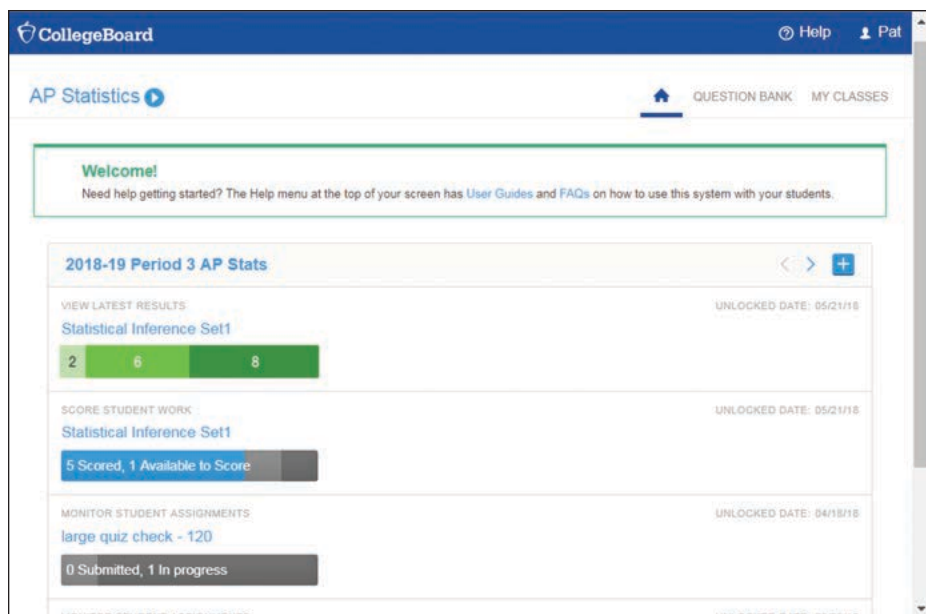 CollegeBoard
Help Pat
AP Statistics
QUESTION BANK MY CLASSES
Welcome!
Need help getting started? The Help menu at the top of your screen has User Guides and FAQs on how to use this system with your students.
2018-19 Period 3 AP Stats
VIEW LATEST RESULTS UNLOCKED DATE: 05/21/18
Statistical Inference Set1
2 6 8
SCORE STUDENT WORK UNLOCKED DATE: 05/21/18
Statistical Inference Set1
5 Scored, 1 Available to Score
MONITOR STUDENT ASSIGNMENTS UNLOCKED DATE: 04/18/18
large quiz check - 120
0 Submitted, 1 In progress